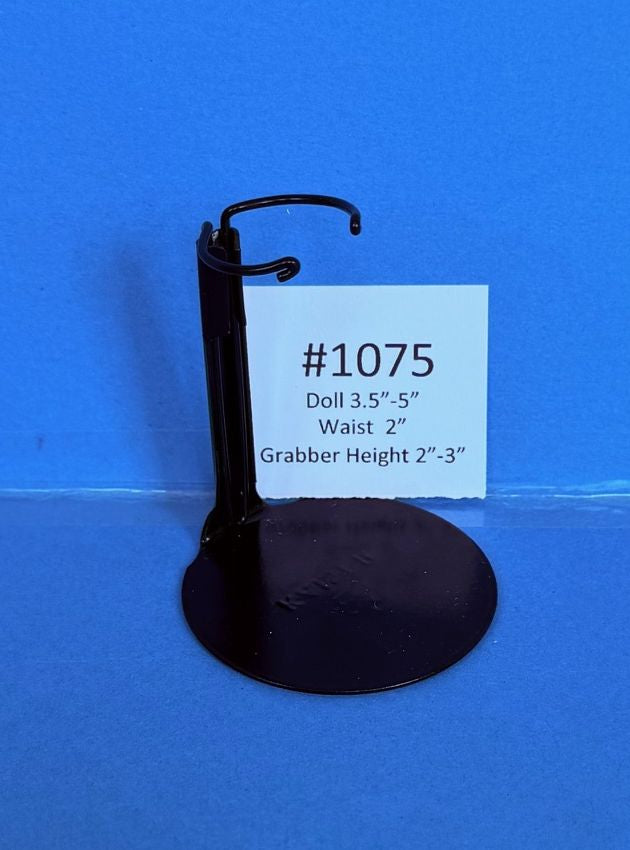 #1075
Doll 3.5”-5”
Waist  2”
Grabber Height 2”-3”